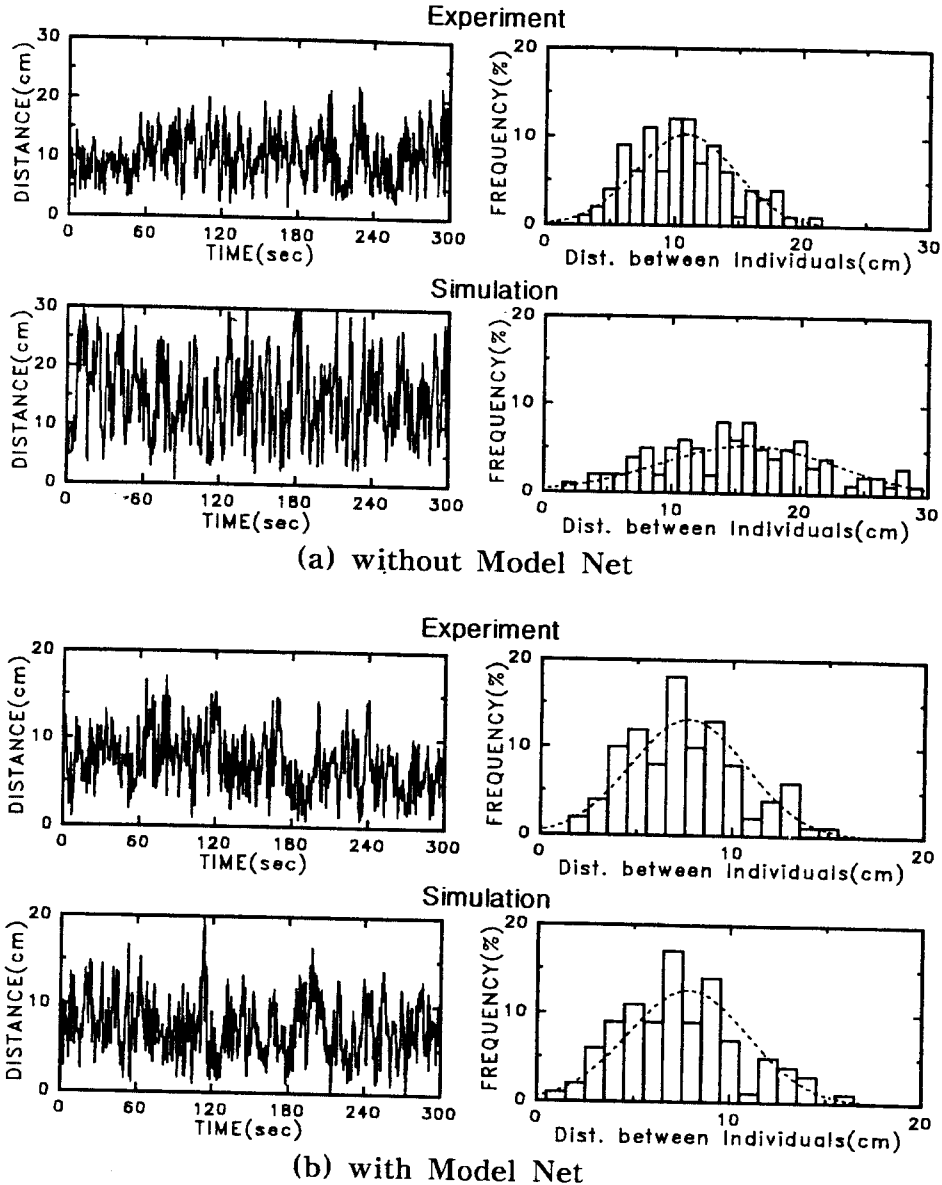 Experiment
DISTANCE(cm)
30
20
10
0
0 60 120 180 240 300
TIME(sec)
FREQUENCY(%)
20
10
0
0 10 20 30
Dist. between Individuals(cm)
Simulation
DISTANCE(cm)
30
20
10
0
0 60 120 180 240 300
TIME(sec)
FREQUENCY(%)
20
10
0
0 10 20 30
Dist. between Individuals(cm)
(a) without Model Net
Experiment
DISTANCE(cm)
20
10
0
0 60 120 180 240 300
TIME(sec)
FREQUENCY(%)
20
10
0
0 10 20
Dist. between Individuals(cm)
Simulation
DISTANCE(cm)
20
10
0
0 60 120 180 240 300
TIME(sec)
FREQUENCY(%)
20
10
0
0 10 20
Dist. between Individuals(cm)
(b) with Model Net